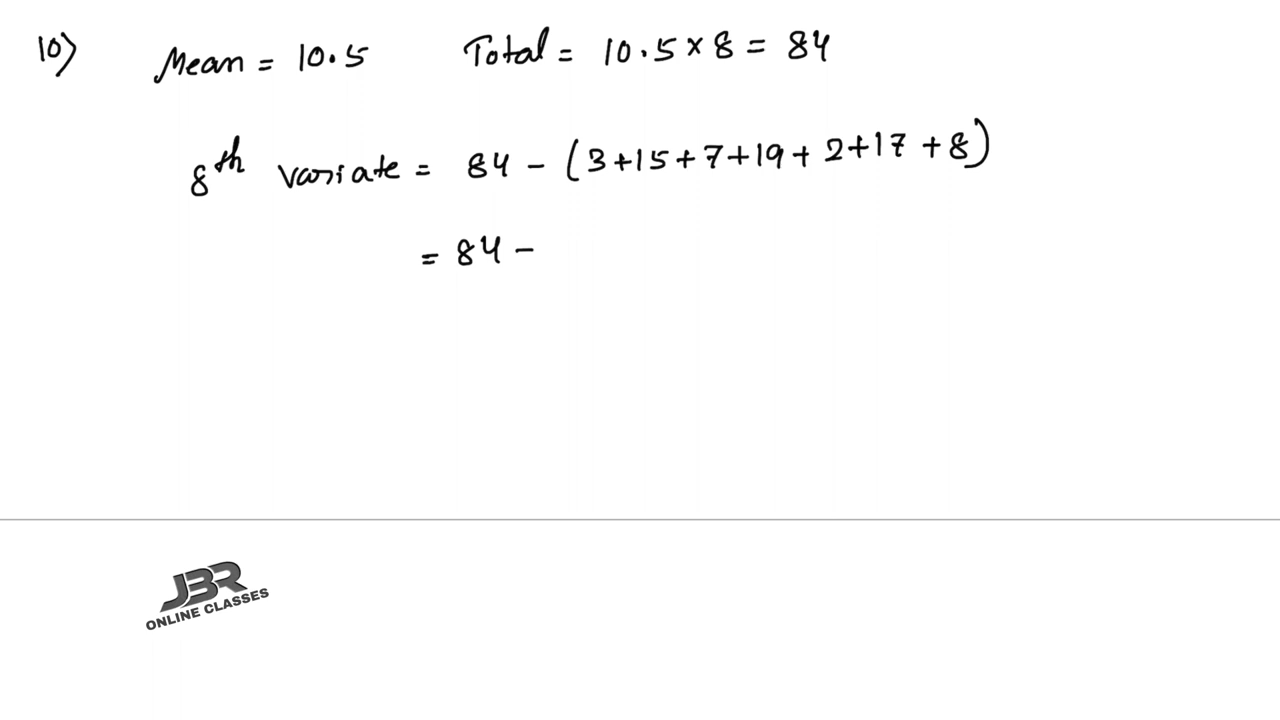 10) Mean = 10.5 Total = 10.5 × 8 = 84
8th variate = 84 - (3+15+7+19+2+17+8)
= 84 -
JBR
ONLINE CLASSES